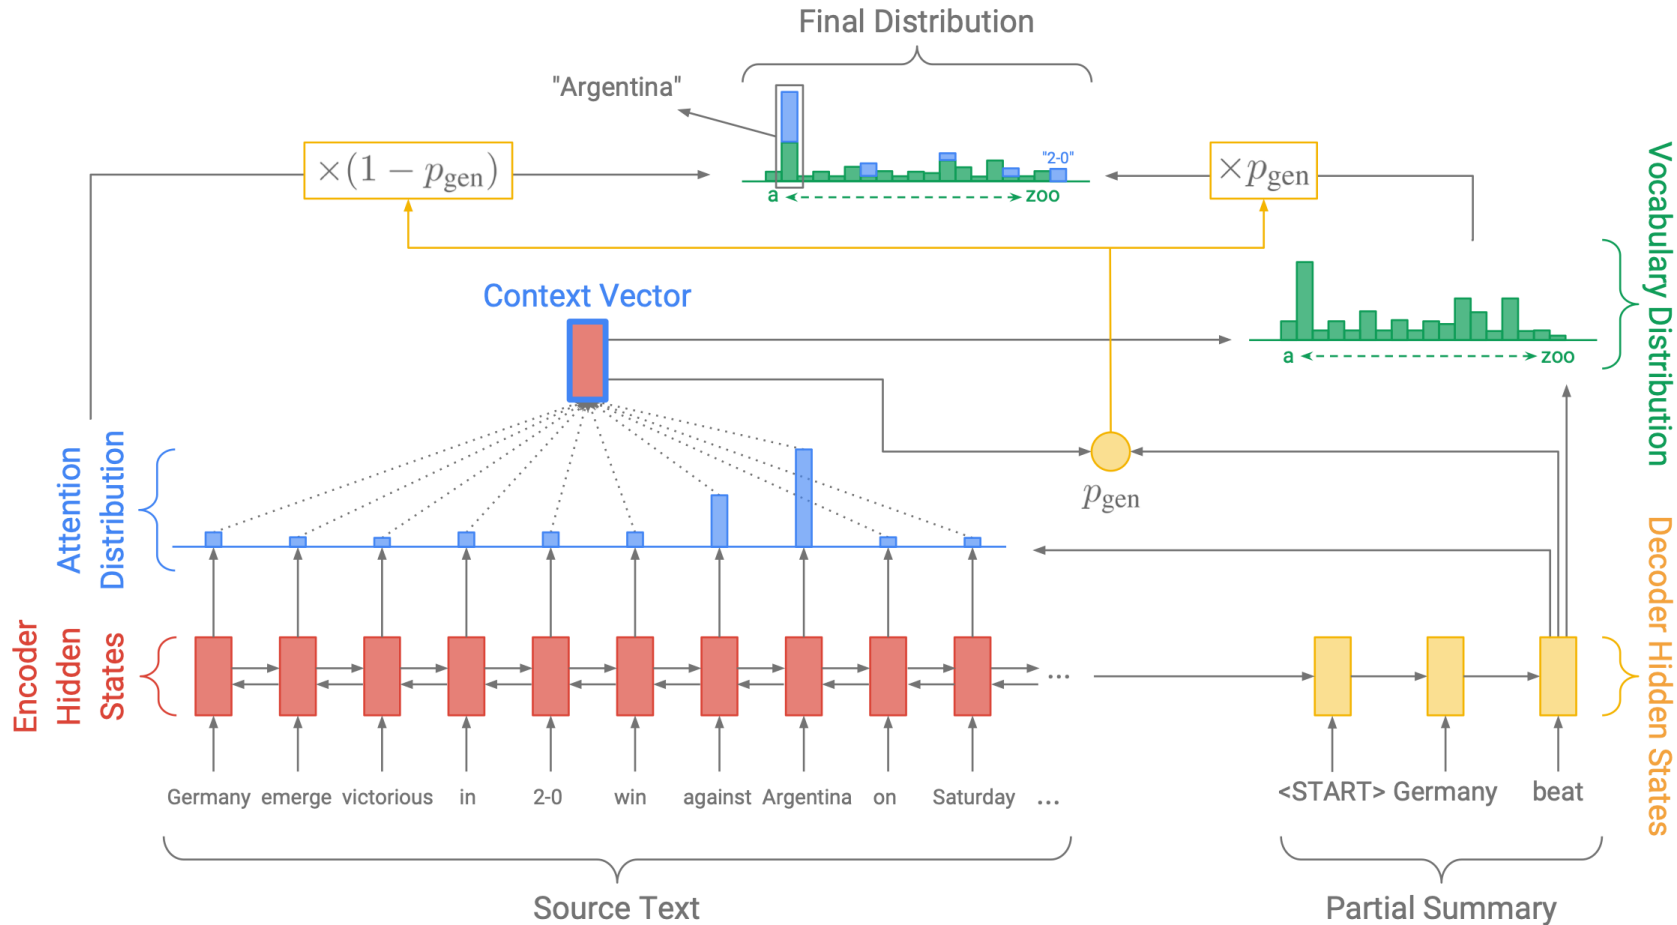 Final Distribution
"Argentina"
×(1 − p_gen)
"2-0"
×p_gen
a
zoo
Context Vector
a
zoo
Vocabulary Distribution
Attention
Distribution
p_gen
Encoder
Hidden
States
...
Decoder Hidden States
Germany emerge victorious in 2-0 win against Argentina on Saturday ...
<START> Germany beat
Source Text
Partial Summary